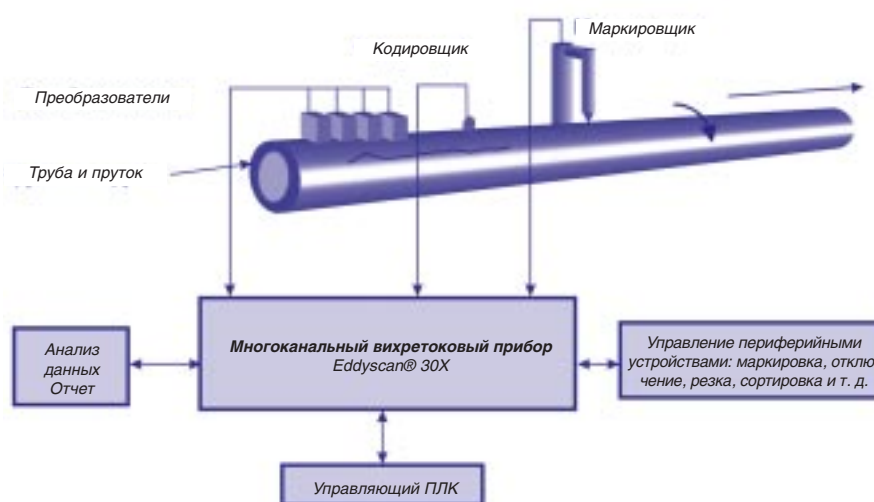 Маркировщик
Кодировщик
Преобразователи
Труба и пруток
Многоканальный вихретоковый прибор
Eddyscan® 30X
Анализ
данных
Отчет
Управление периферийными
устройствами: маркировка, отклю-
чение, резка, сортировка и т. д.
Управляющий ПЛК